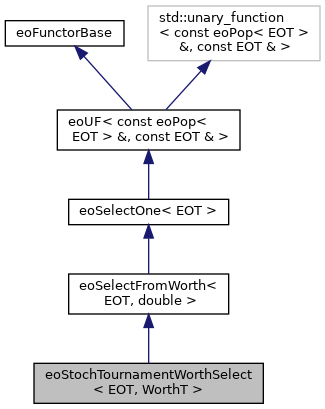 eoFunctorBase
std::unary_function
< const eoPop< EOT >
&, const EOT & >
eoUF< const eoPop<
EOT > &, const EOT & >
eoSelectOne< EOT >
eoSelectFromWorth<
EOT, double >
eoStochTournamentWorthSelect
< EOT, WorthT >